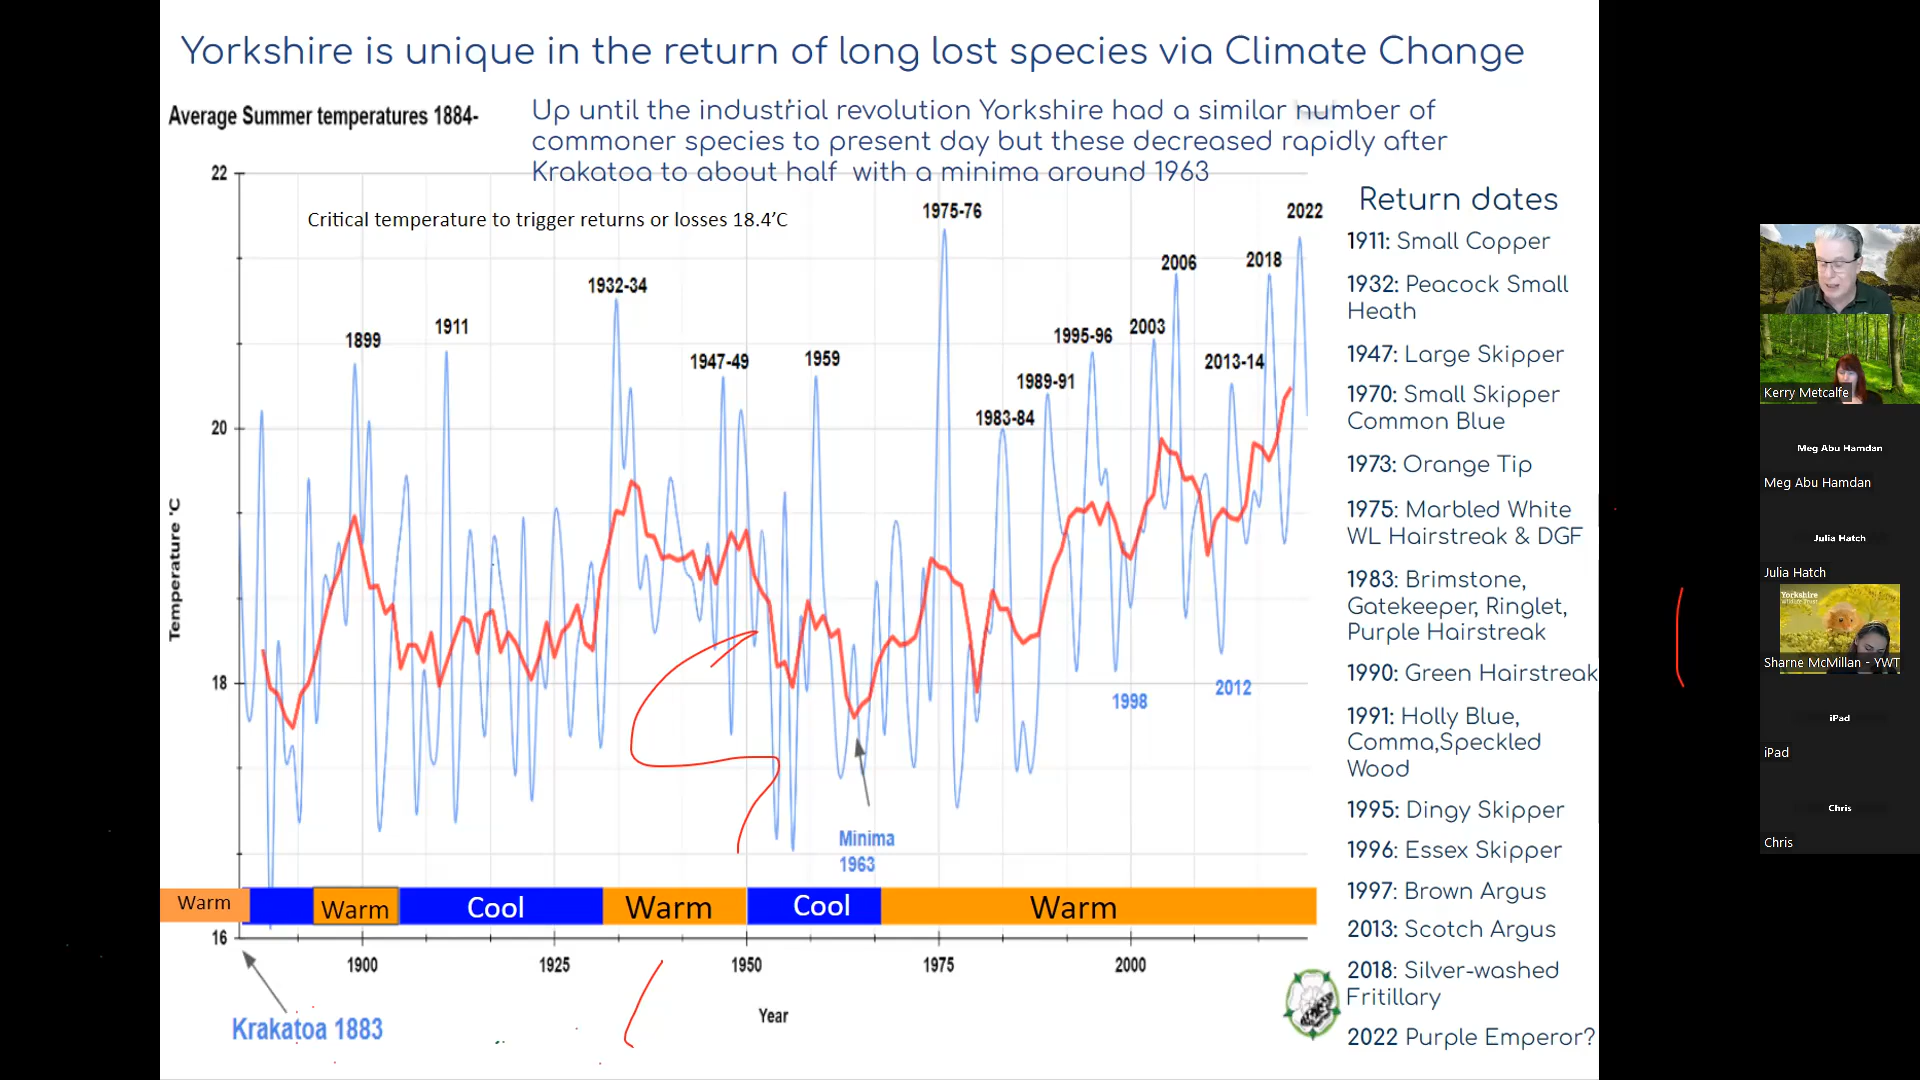 Yorkshire is unique in the return of long lost species via Climate Change
Average Summer temperatures 1884-
Up until the industrial revolution Yorkshire had a similar number of
commoner species to present day but these decreased rapidly after
Krakatoa to about half with a minima around 1963
Critical temperature to trigger returns or losses 18.4'C
22
20
18
16
Temperature 'C
1899
1911
1932-34
1947-49
1959
1975-76
1983-84
1989-91
1995-96
2003
2006
2013-14
2018
2022
1998
2012
Minima
1963
Warm
Warm
Cool
Warm
Cool
Warm
1900
1925
1950
1975
2000
Year
Krakatoa 1883
Return dates
1911: Small Copper
1932: Peacock Small
Heath
1947: Large Skipper
1970: Small Skipper
Common Blue
1973: Orange Tip
1975: Marbled White
WL Hairstreak & DGF
1983: Brimstone,
Gatekeeper, Ringlet,
Purple Hairstreak
1990: Green Hairstreak
1991: Holly Blue,
Comma,Speckled
Wood
1995: Dingy Skipper
1996: Essex Skipper
1997: Brown Argus
2013: Scotch Argus
2018: Silver-washed
Fritillary
2022 Purple Emperor?
Kerry Metcalfe
Meg Abu Hamdan
Meg Abu Hamdan
Julia Hatch
Julia Hatch
Yorkshire
Wildlife Trust
Sharne McMillan - YWT
iPad
iPad
Chris
Chris